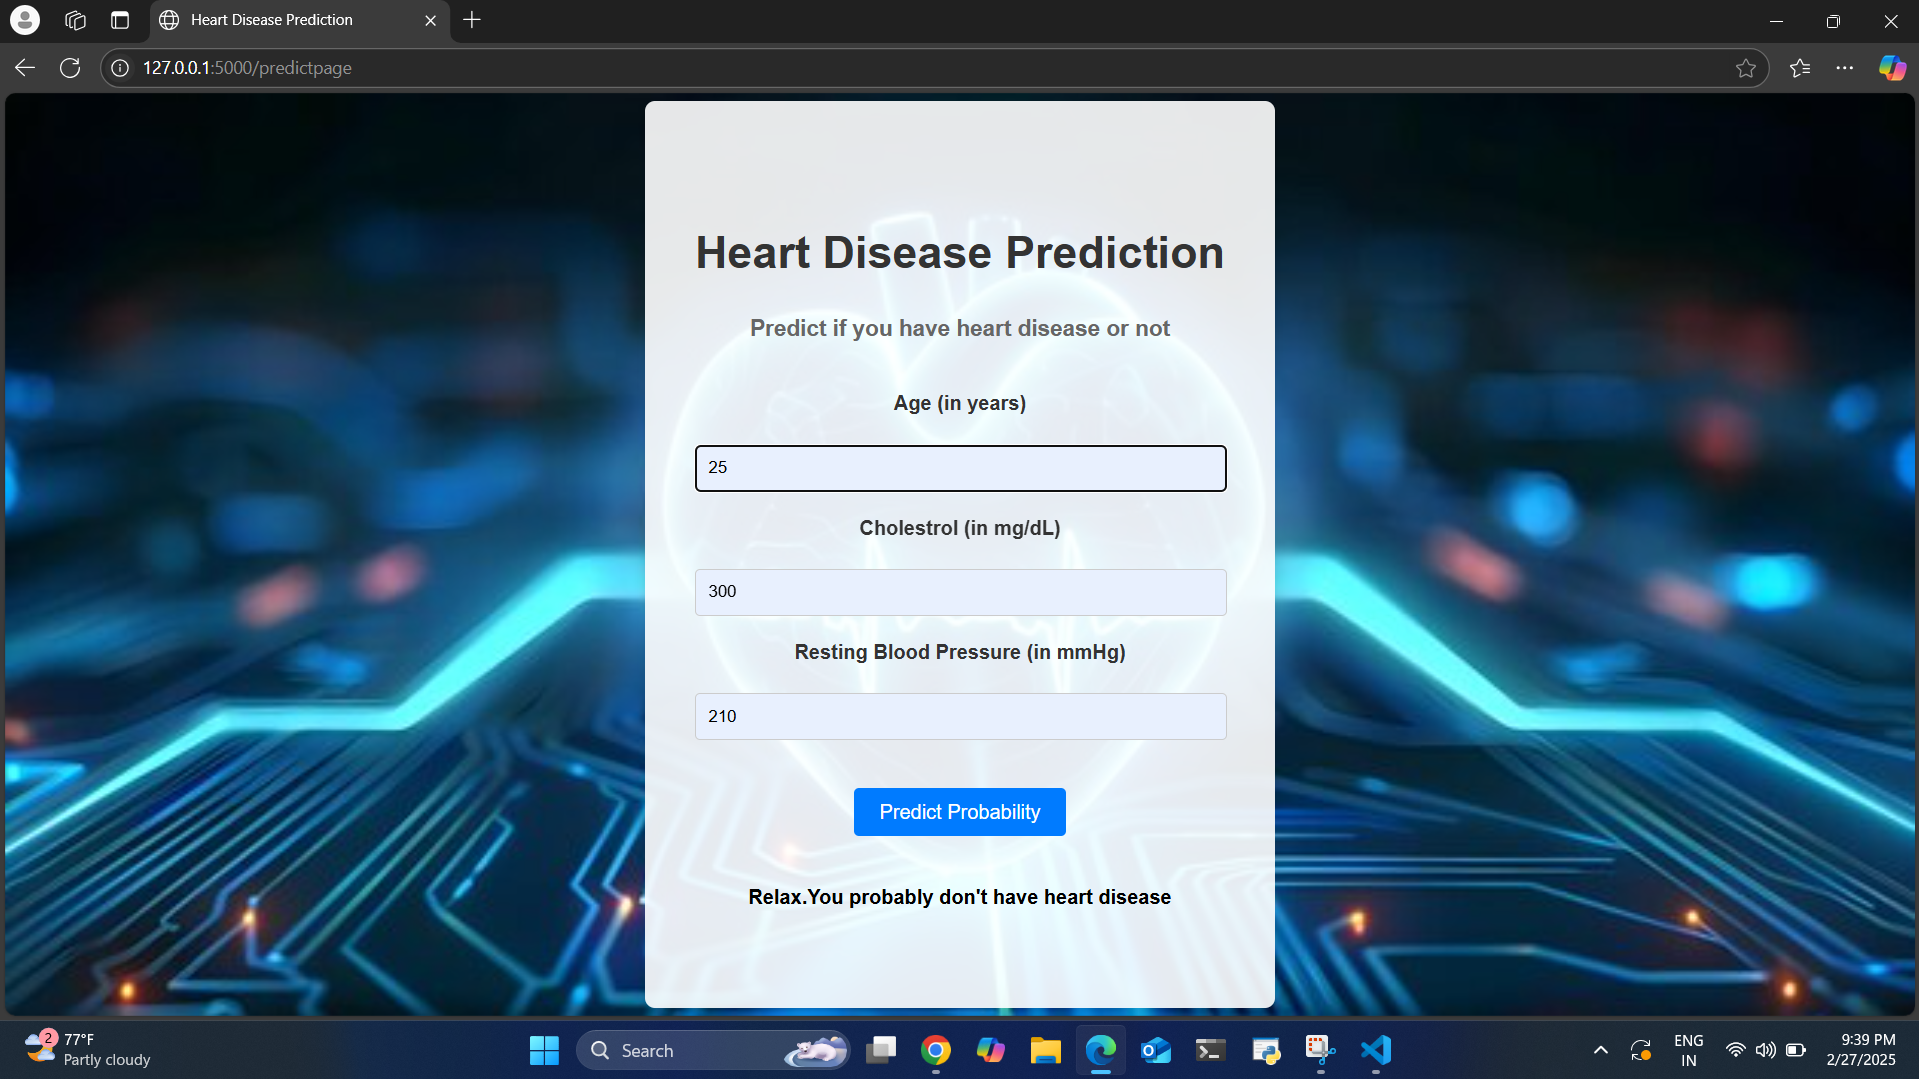 Heart Disease Prediction
127.0.0.1:5000/predictpage
Heart Disease Prediction
Predict if you have heart disease or not
Age (in years)
25
Cholestrol (in mg/dL)
300
Resting Blood Pressure (in mmHg)
210
Predict Probability
Relax.You probably don't have heart disease
2
77°F
Partly cloudy
Search
ENG
IN
9:39 PM
2/27/2025